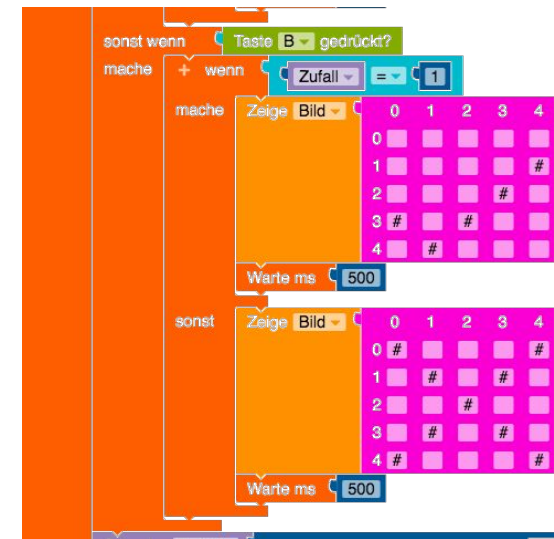 sonst wenn Taste B gedrückt?
mache + wenn Zufall = 1
mache Zeige Bild 0 1 2 3 4
0
1 #
2 #
3 # #
4 #
Warte ms 500
sonst Zeige Bild 0 1 2 3 4
0 # #
1 # #
2 #
3 # #
4 # #
Warte ms 500